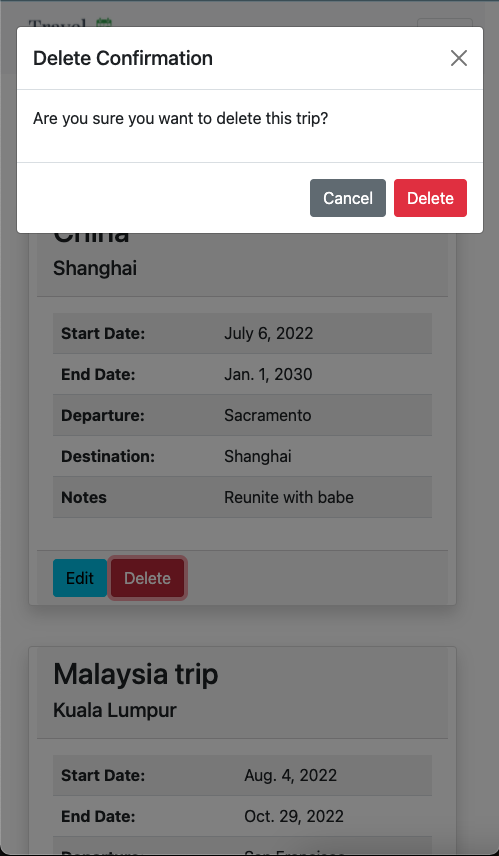 Travel
Delete Confirmation
Are you sure you want to delete this trip?
Cancel Delete
China
Shanghai
Start Date: July 6, 2022
End Date: Jan. 1, 2030
Departure: Sacramento
Destination: Shanghai
Notes Reunite with babe
Edit Delete
Malaysia trip
Kuala Lumpur
Start Date: Aug. 4, 2022
End Date: Oct. 29, 2022
Departure San Francisco